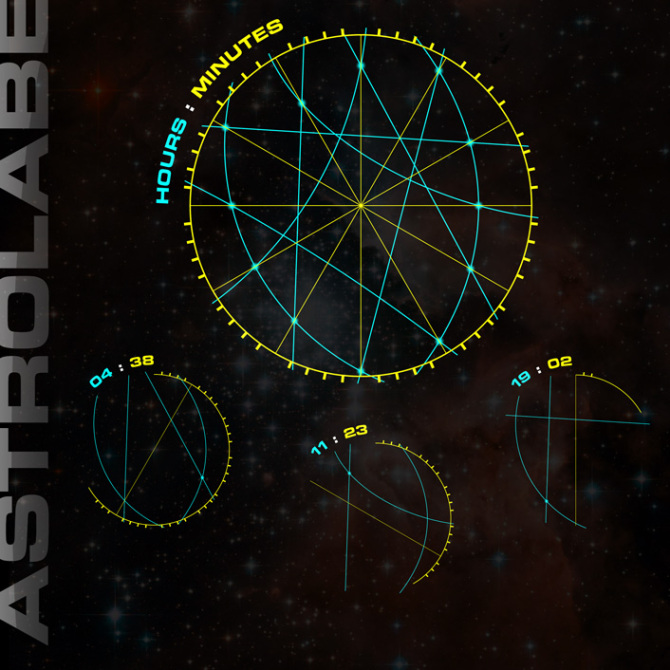 ASTROLABE
HOURS : MINUTES
04 : 38
11 : 23
19 : 02